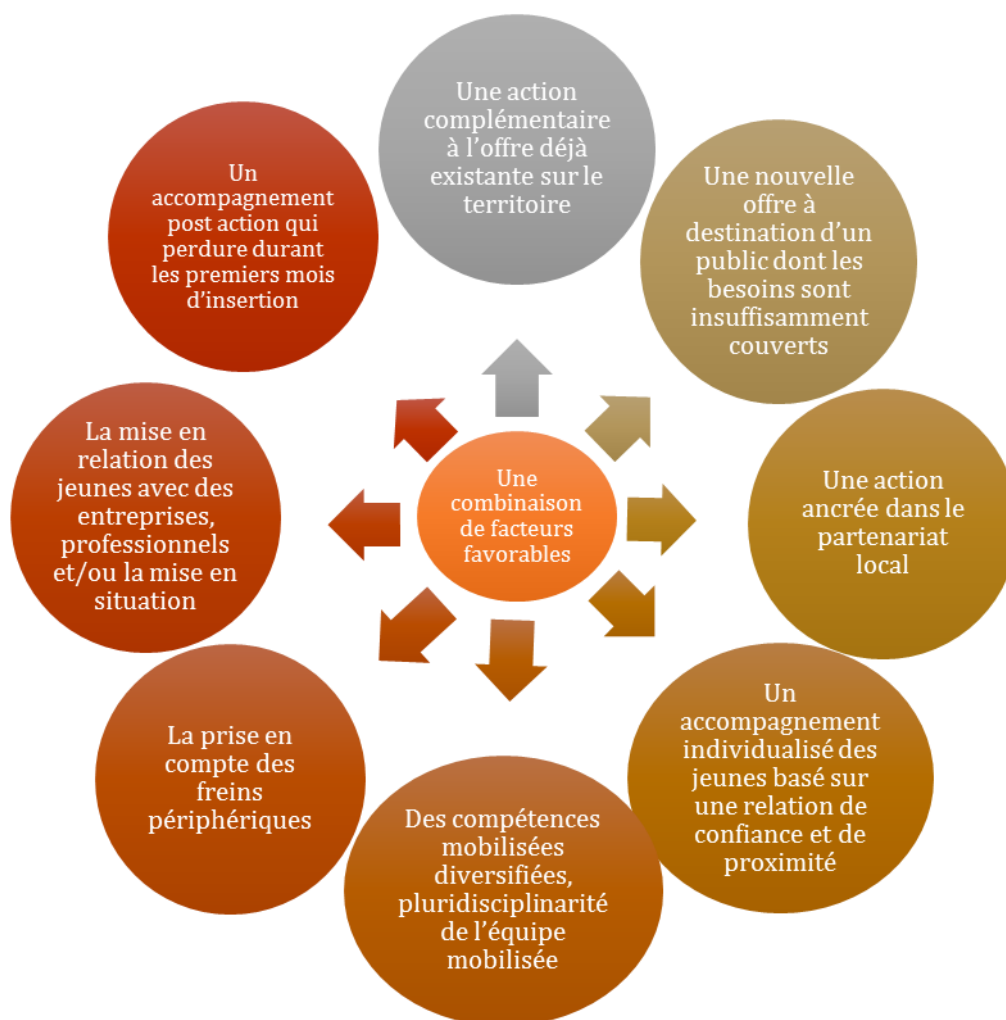 Une action
complémentaire
à l’offre déjà
existante sur le
territoire
Une nouvelle
offre à
destination d’un
public dont les
besoins sont
insuffisamment
couverts
Une action
ancrée dans le
partenariat
local
Un
accompagnement
individualisé des
jeunes basé sur
une relation de
confiance et de
proximité
Des compétences
mobilisées
diversifiées,
pluridisciplinarité
de l’équipe
mobilisée
La prise en
compte des
freins
périphériques
La mise en
relation des
jeunes avec des
entreprises,
professionnels
et/ou la mise en
situation
Un
accompagnement
post action qui
perdure durant
les premiers mois
d’insertion
Une
combinaison
de facteurs
favorables